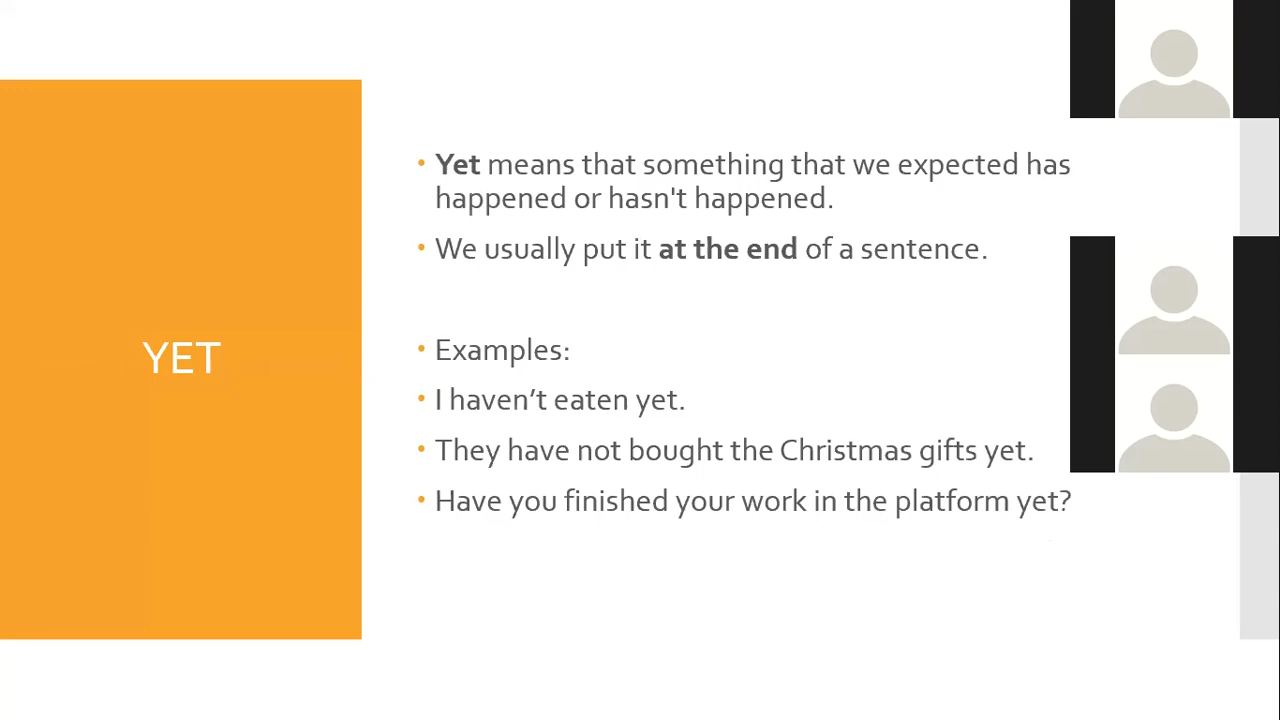 YET
• Yet means that something that we expected has
happened or hasn't happened.
• We usually put it at the end of a sentence.
• Examples:
• I haven’t eaten yet.
• They have not bought the Christmas gifts yet.
• Have you finished your work in the platform yet?